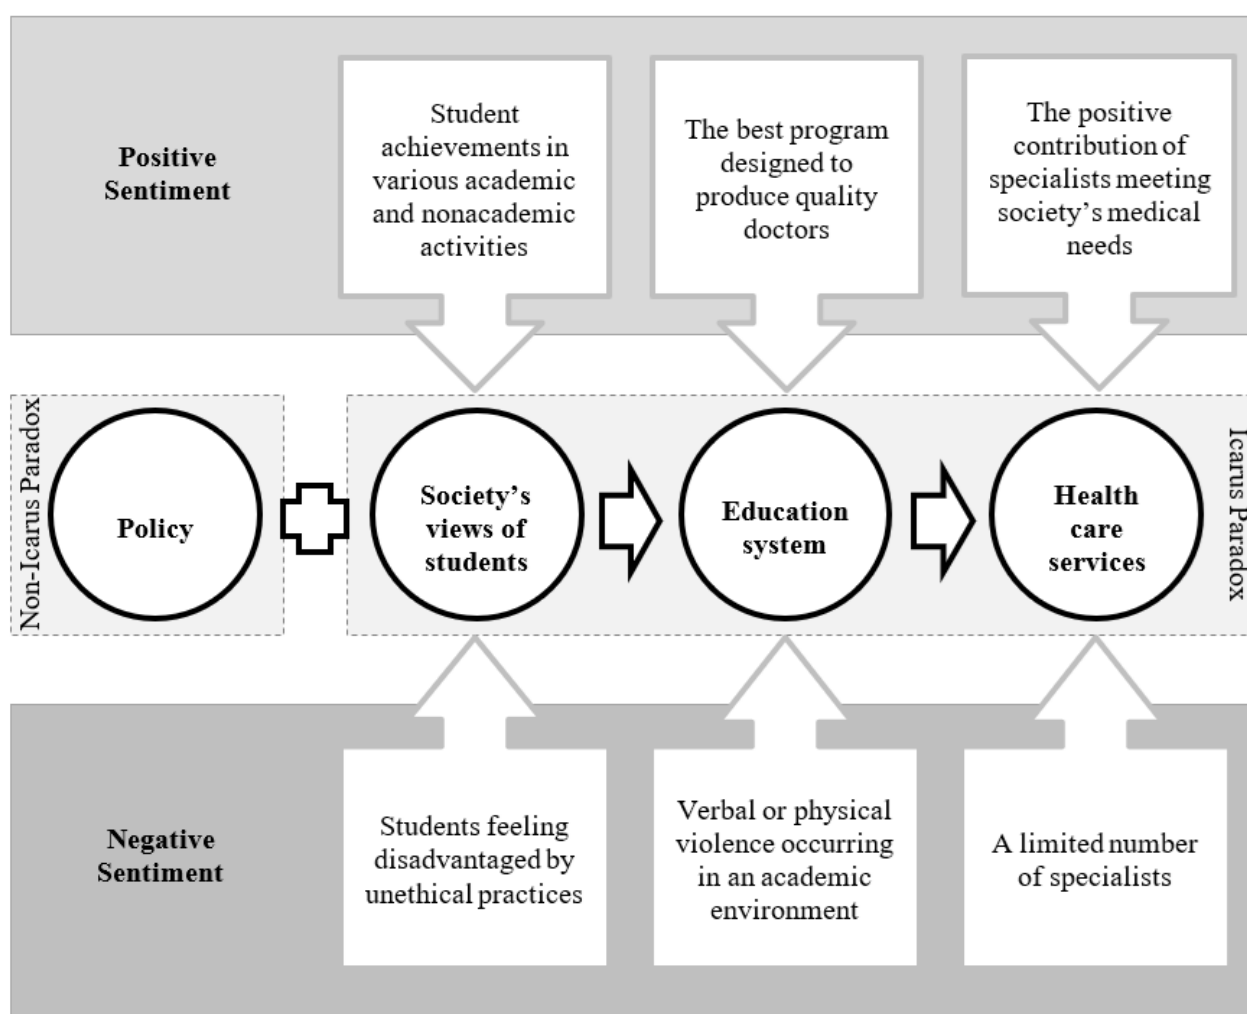 Positive
Sentiment
Student
achievements in
various academic
and nonacademic
activities
The best program
designed to
produce quality
doctors
The positive
contribution of
specialists meeting
society’s medical
needs
Non-Icarus Paradox
Policy
Society’s
views of
students
Education
system
Health
care
services
Icarus Paradox
Negative
Sentiment
Students feeling
disadvantaged by
unethical practices
Verbal or physical
violence occurring
in an academic
environment
A limited number
of specialists